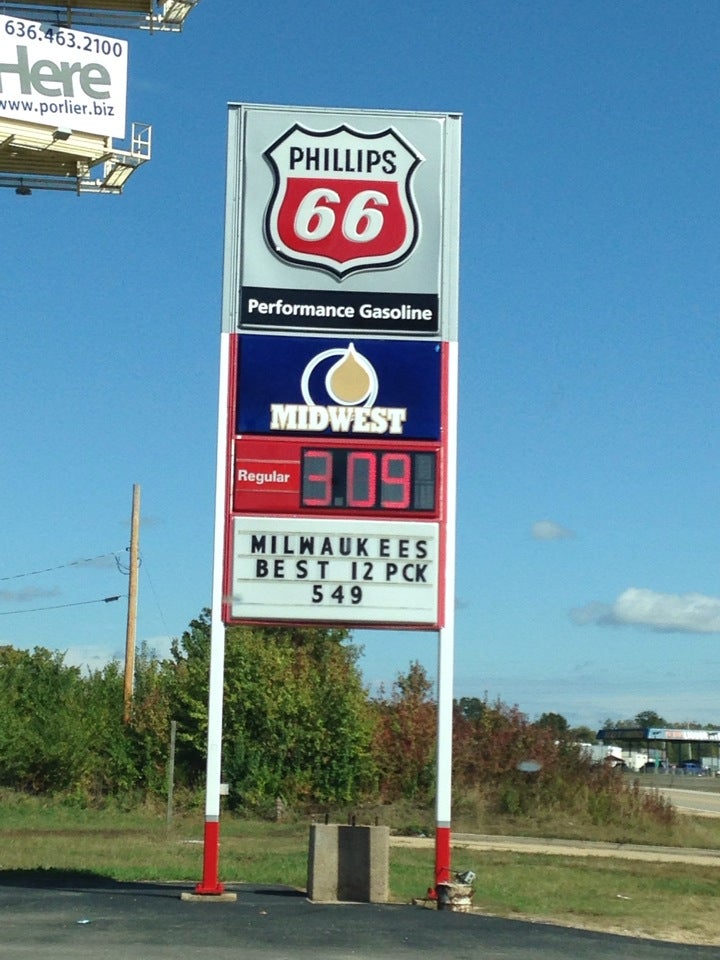 636.463.2100
Here
www.porlier.biz
PHILLIPS
66
Performance Gasoline
MIDWEST
Regular 3.09
MILWAUKEES
BEST 12 PCK
549